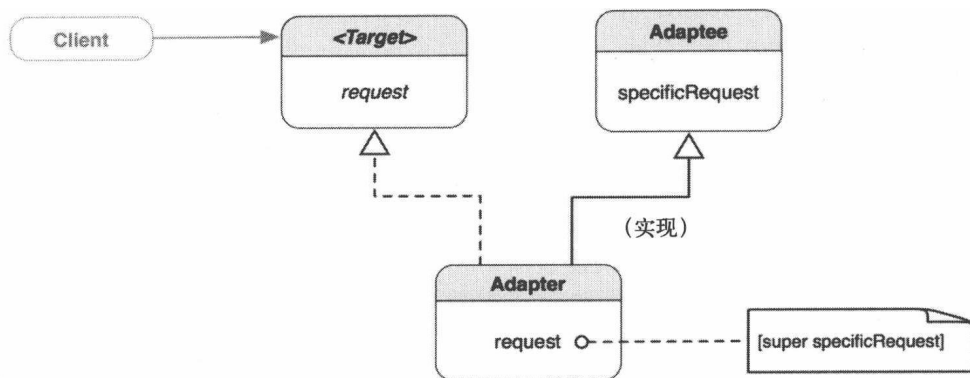 Client
<Target>
request
Adaptee
specificRequest
(实现)
Adapter
request
[super specificRequest]